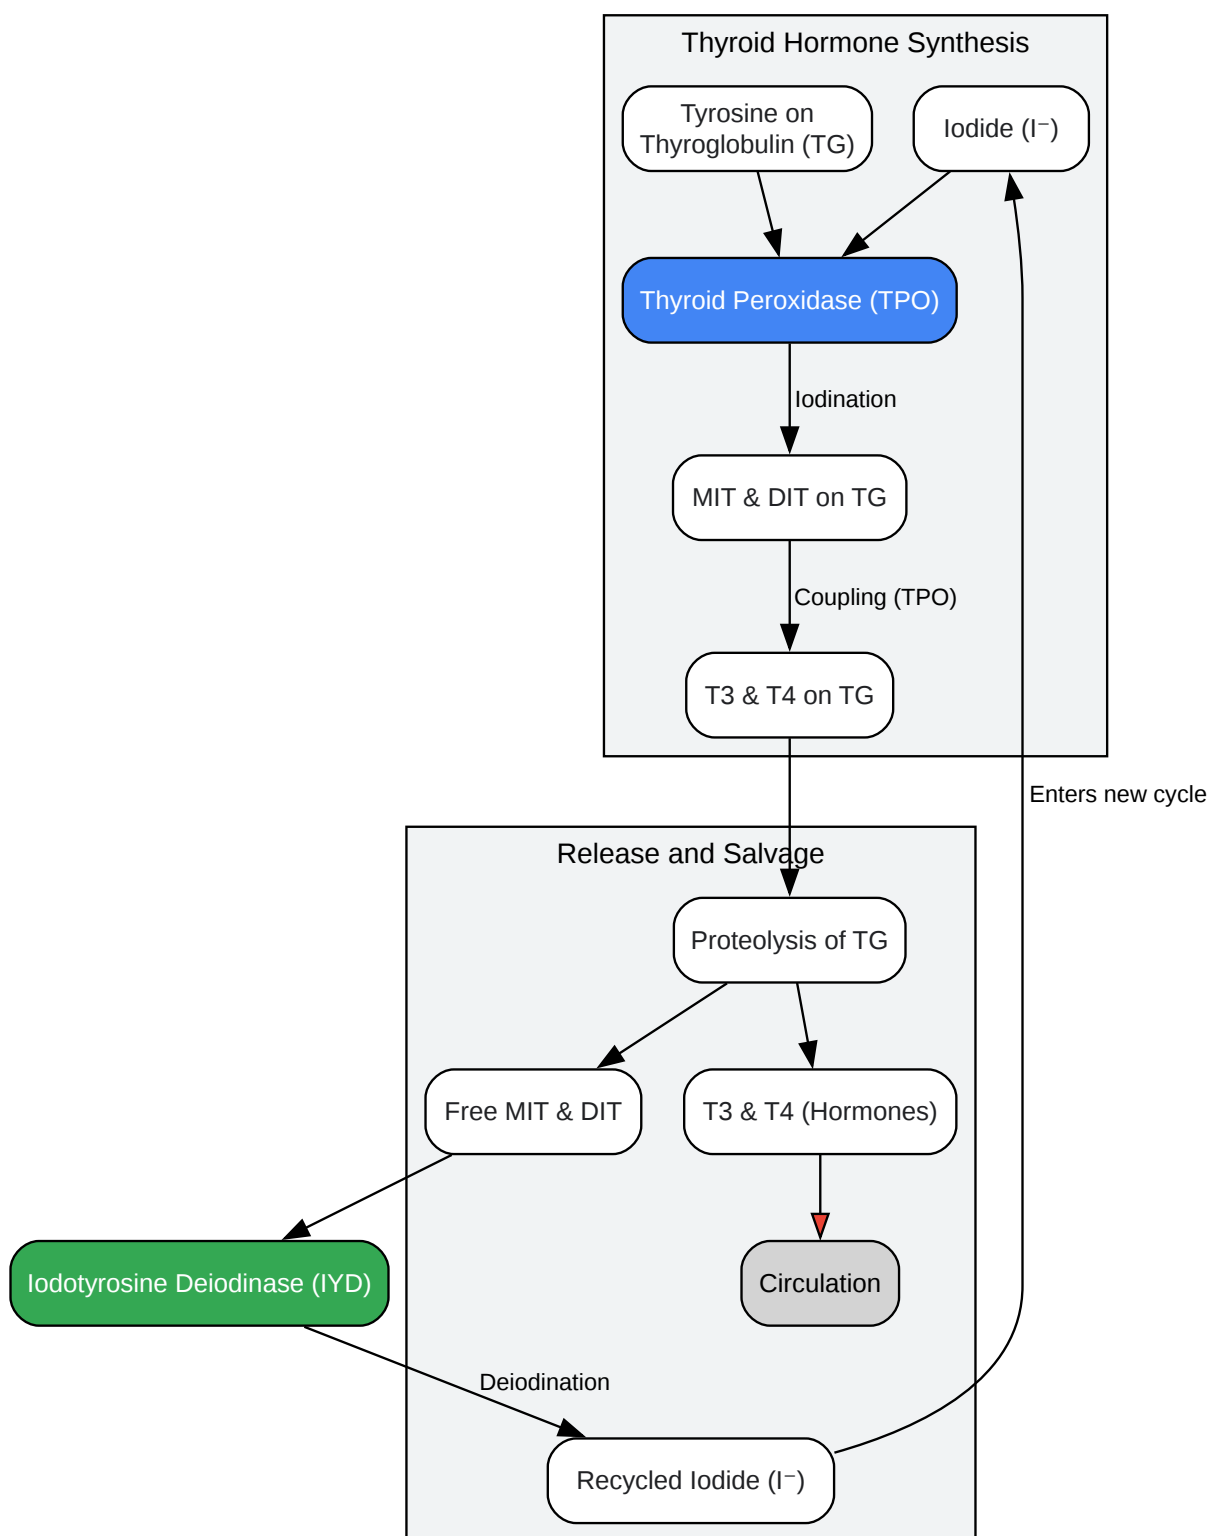 Thyroid Hormone Synthesis
Tyrosine on
Thyroglobulin (TG)
Iodide (I⁻)
Thyroid Peroxidase (TPO)
Iodination
MIT & DIT on TG
Coupling (TPO)
T3 & T4 on TG
Enters new cycle
Release and Salvage
Proteolysis of TG
Free MIT & DIT
T3 & T4 (Hormones)
Iodotyrosine Deiodinase (IYD)
Circulation
Deiodination
Recycled Iodide (I⁻)